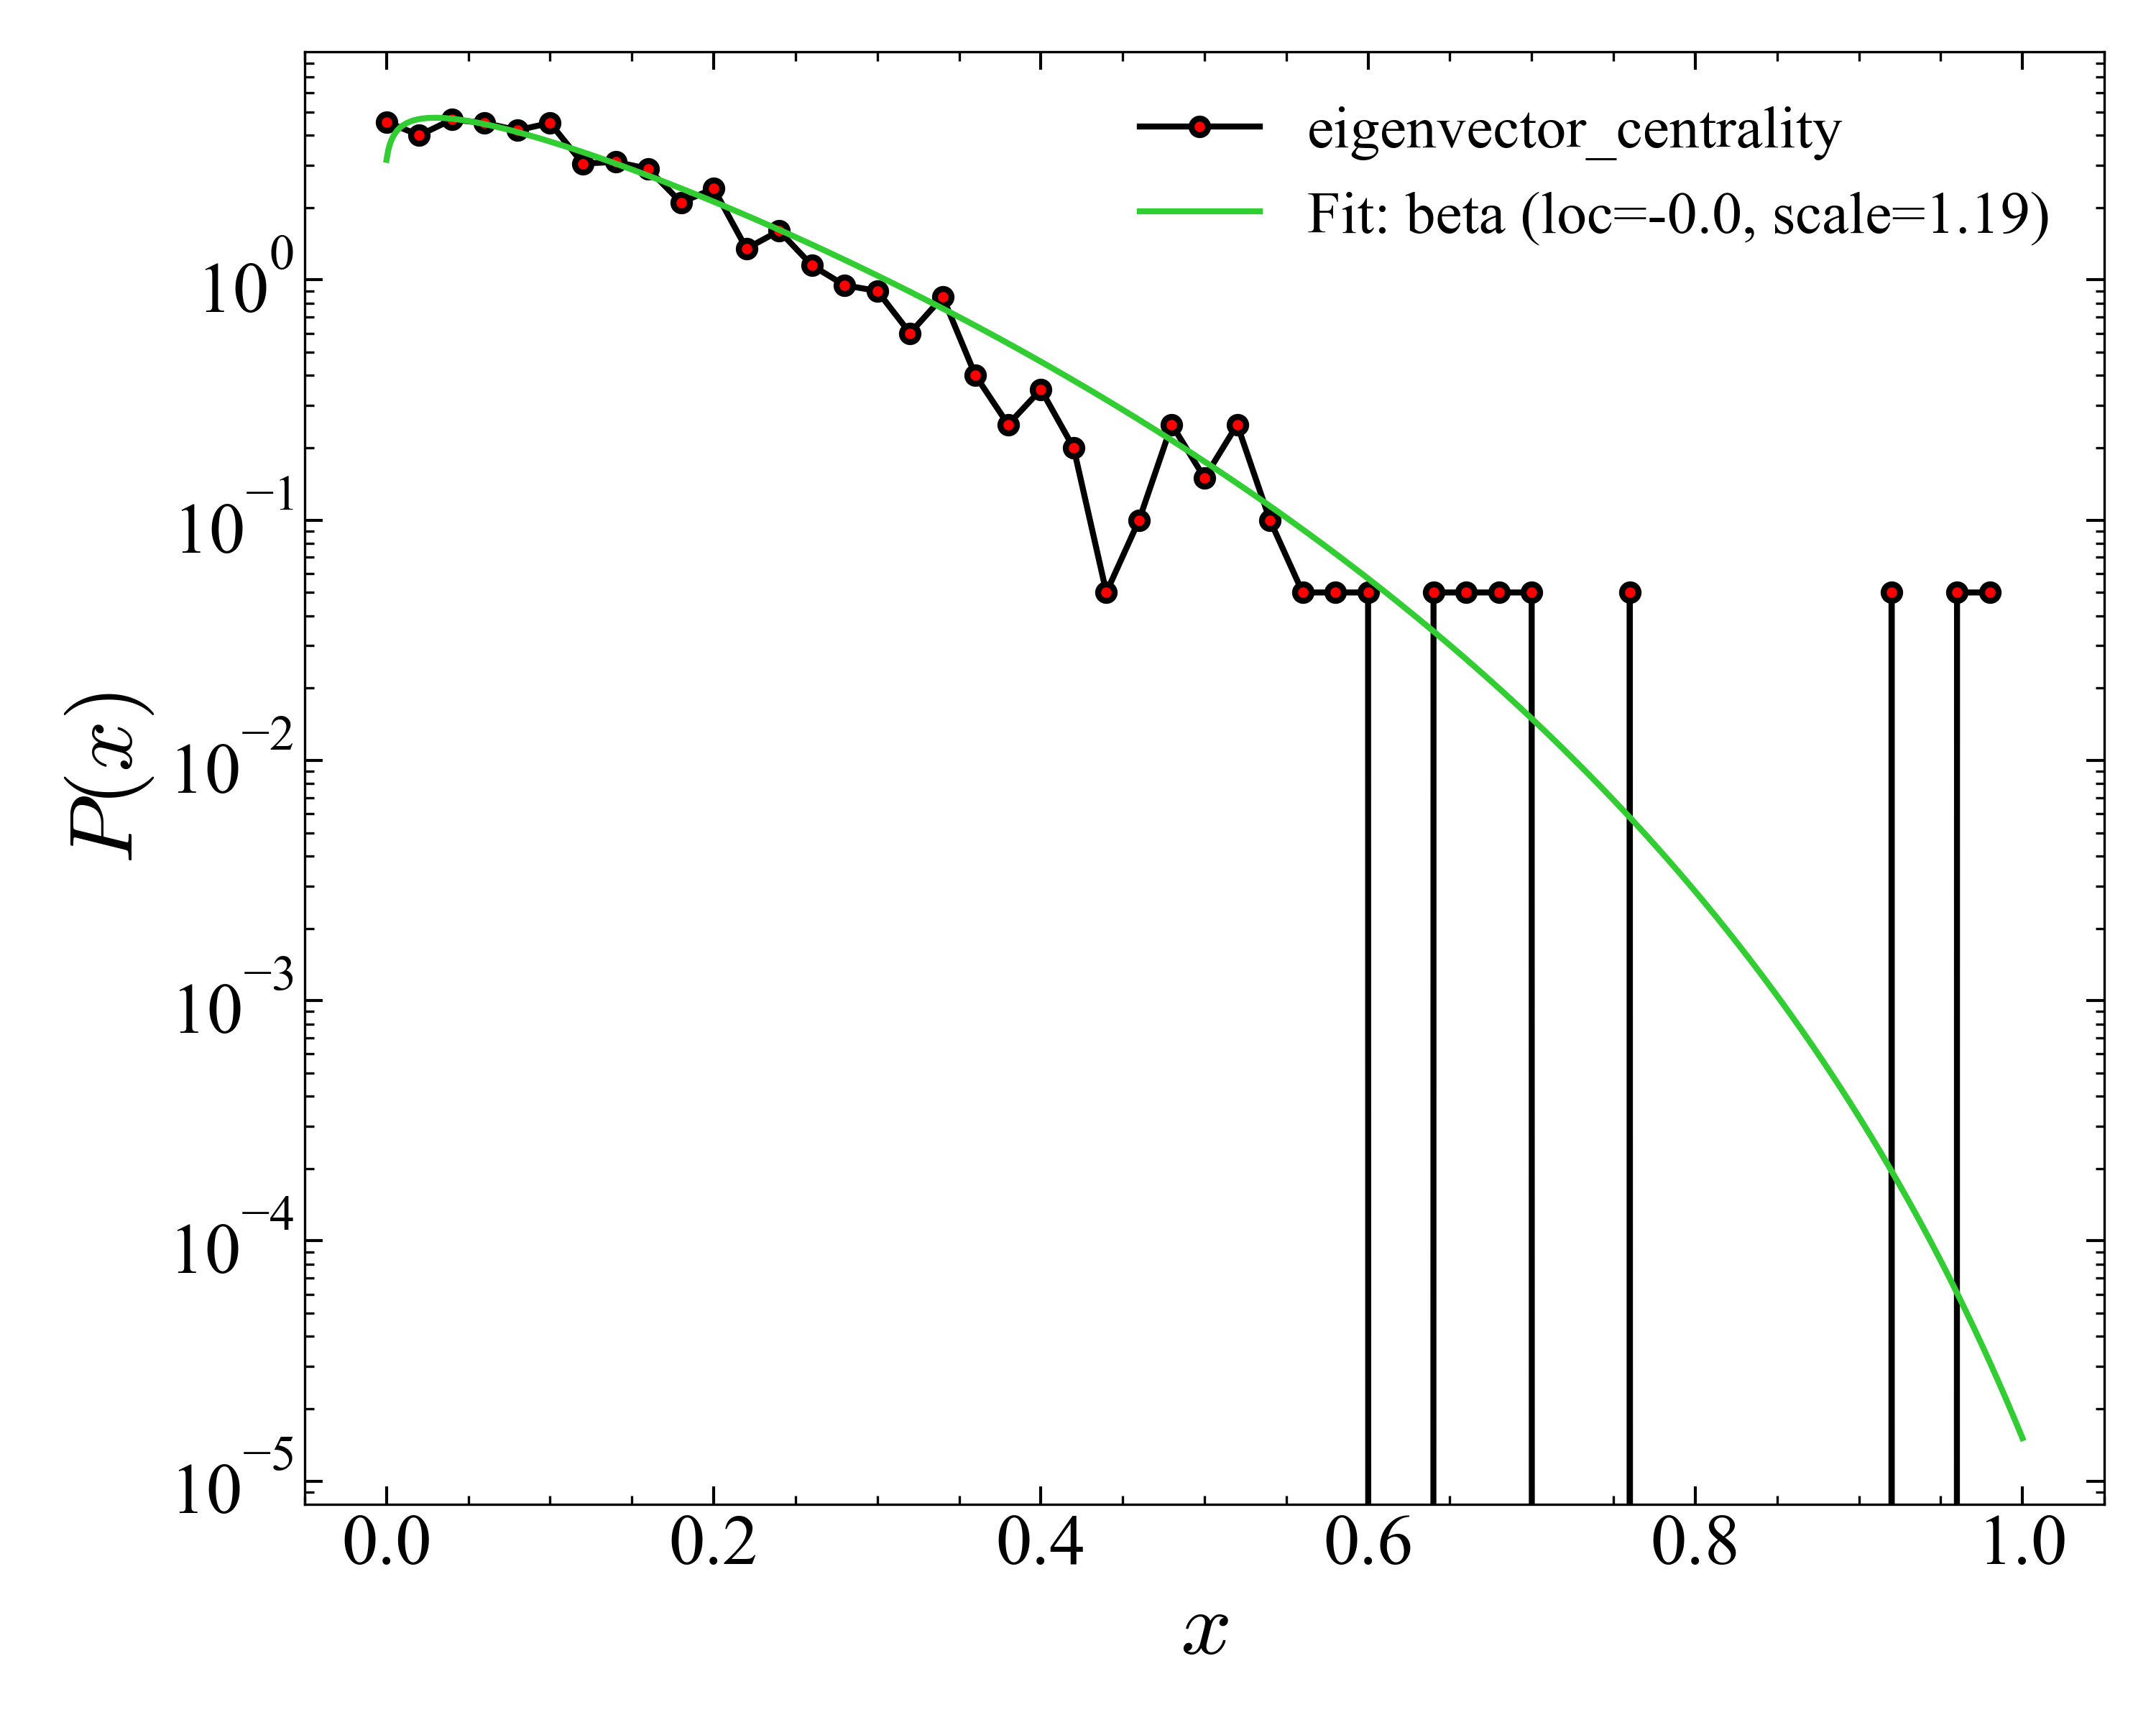 eigenvector_centrality
Fit: beta (loc=-0.0, scale=1.19)
P(x)
10^0
10^−1
10^−2
10^−3
10^−4
10^−5
0.0 0.2 0.4 0.6 0.8 1.0
x